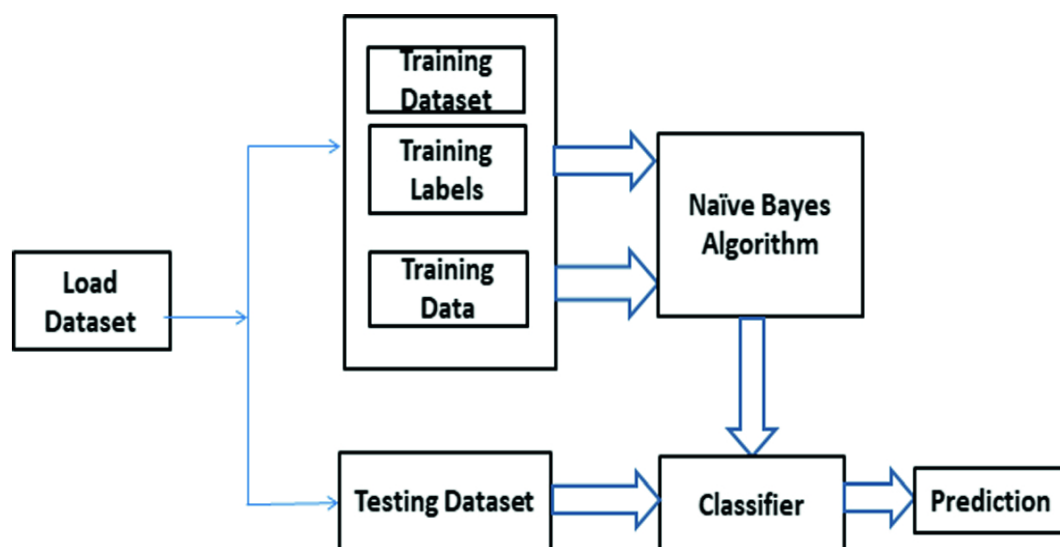 Training
Dataset
Training
Labels
Training
Data
Load
Dataset
Naïve Bayes
Algorithm
Testing Dataset
Classifier
Prediction